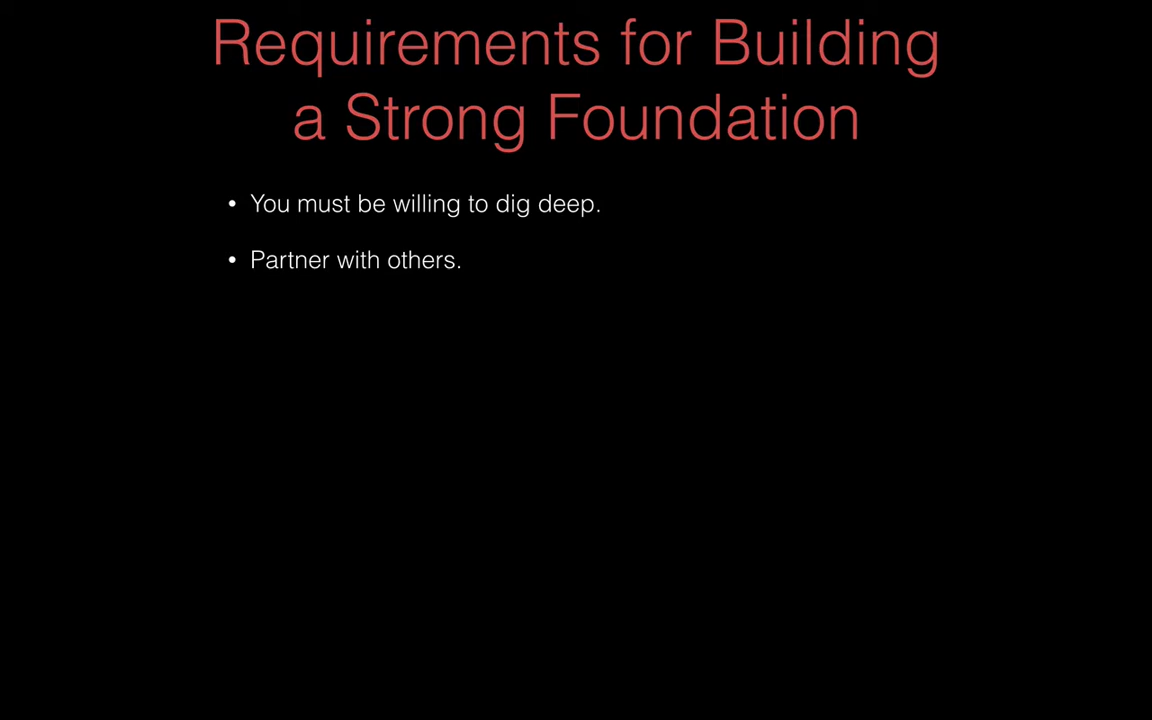 Requirements for Building
a Strong Foundation
• You must be willing to dig deep.
• Partner with others.